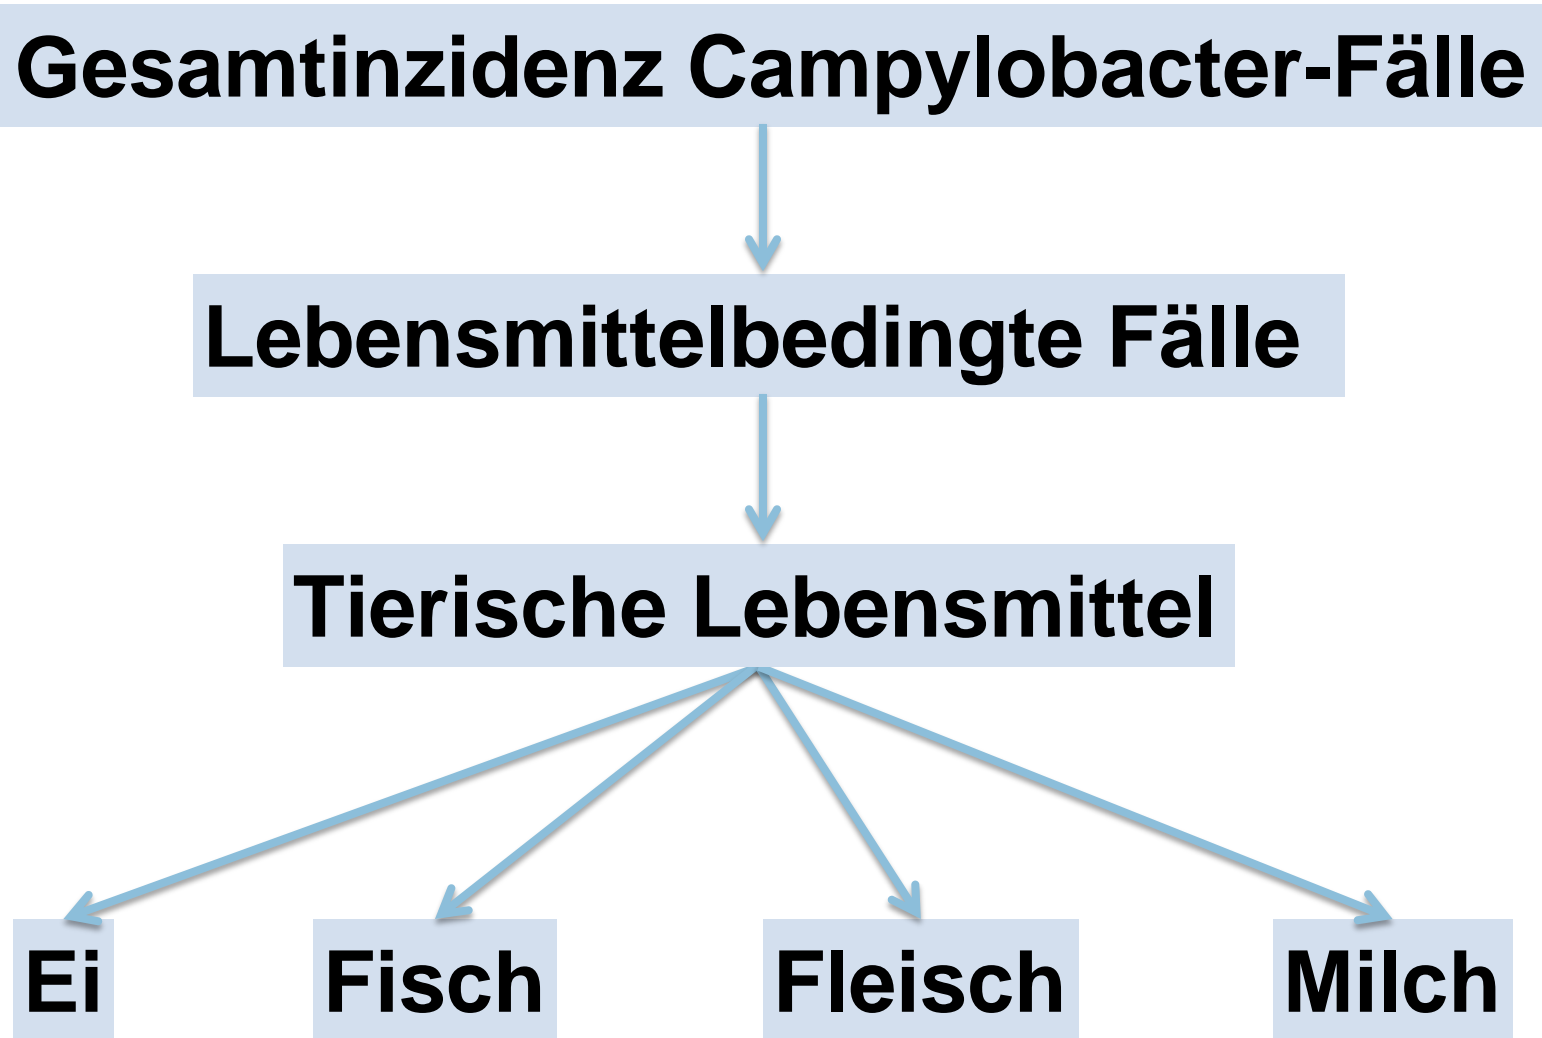 Gesamtinzidenz Campylobacter-Fälle
Lebensmittelbedingte Fälle
Tierische Lebensmittel
Ei
Fisch
Fleisch
Milch